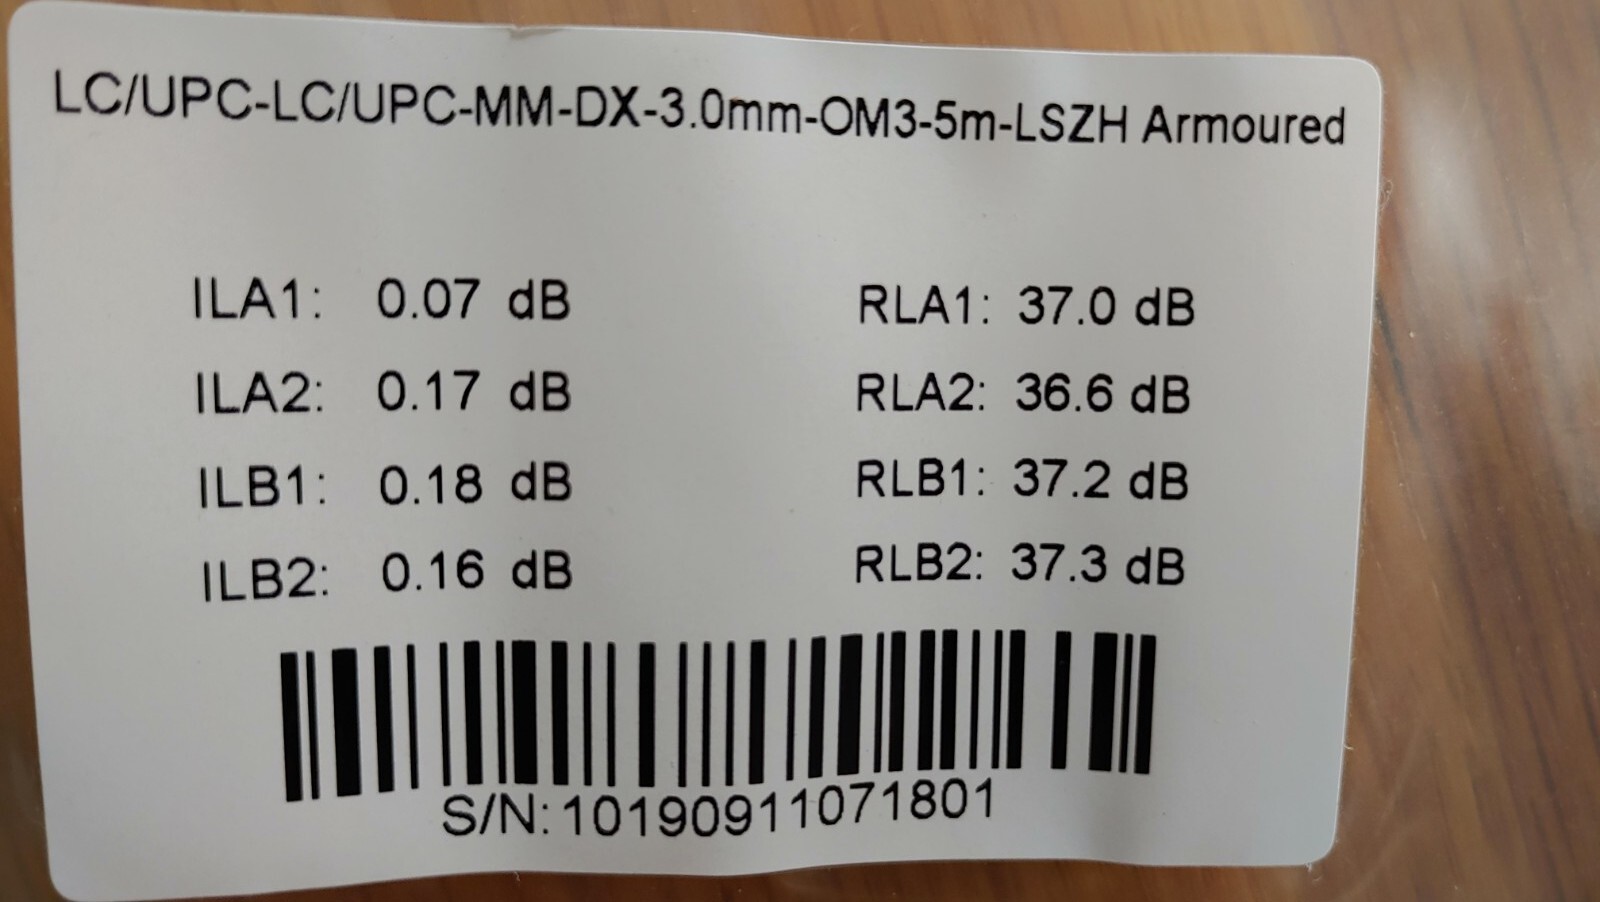 LC/UPC-LC/UPC-MM-DX-3.0mm-OM3-5m-LSZH Armoured
ILA1: 0.07 dB RLA1: 37.0 dB
ILA2: 0.17 dB RLA2: 36.6 dB
ILB1: 0.18 dB RLB1: 37.2 dB
ILB2: 0.16 dB RLB2: 37.3 dB
S/N: 10190911071801